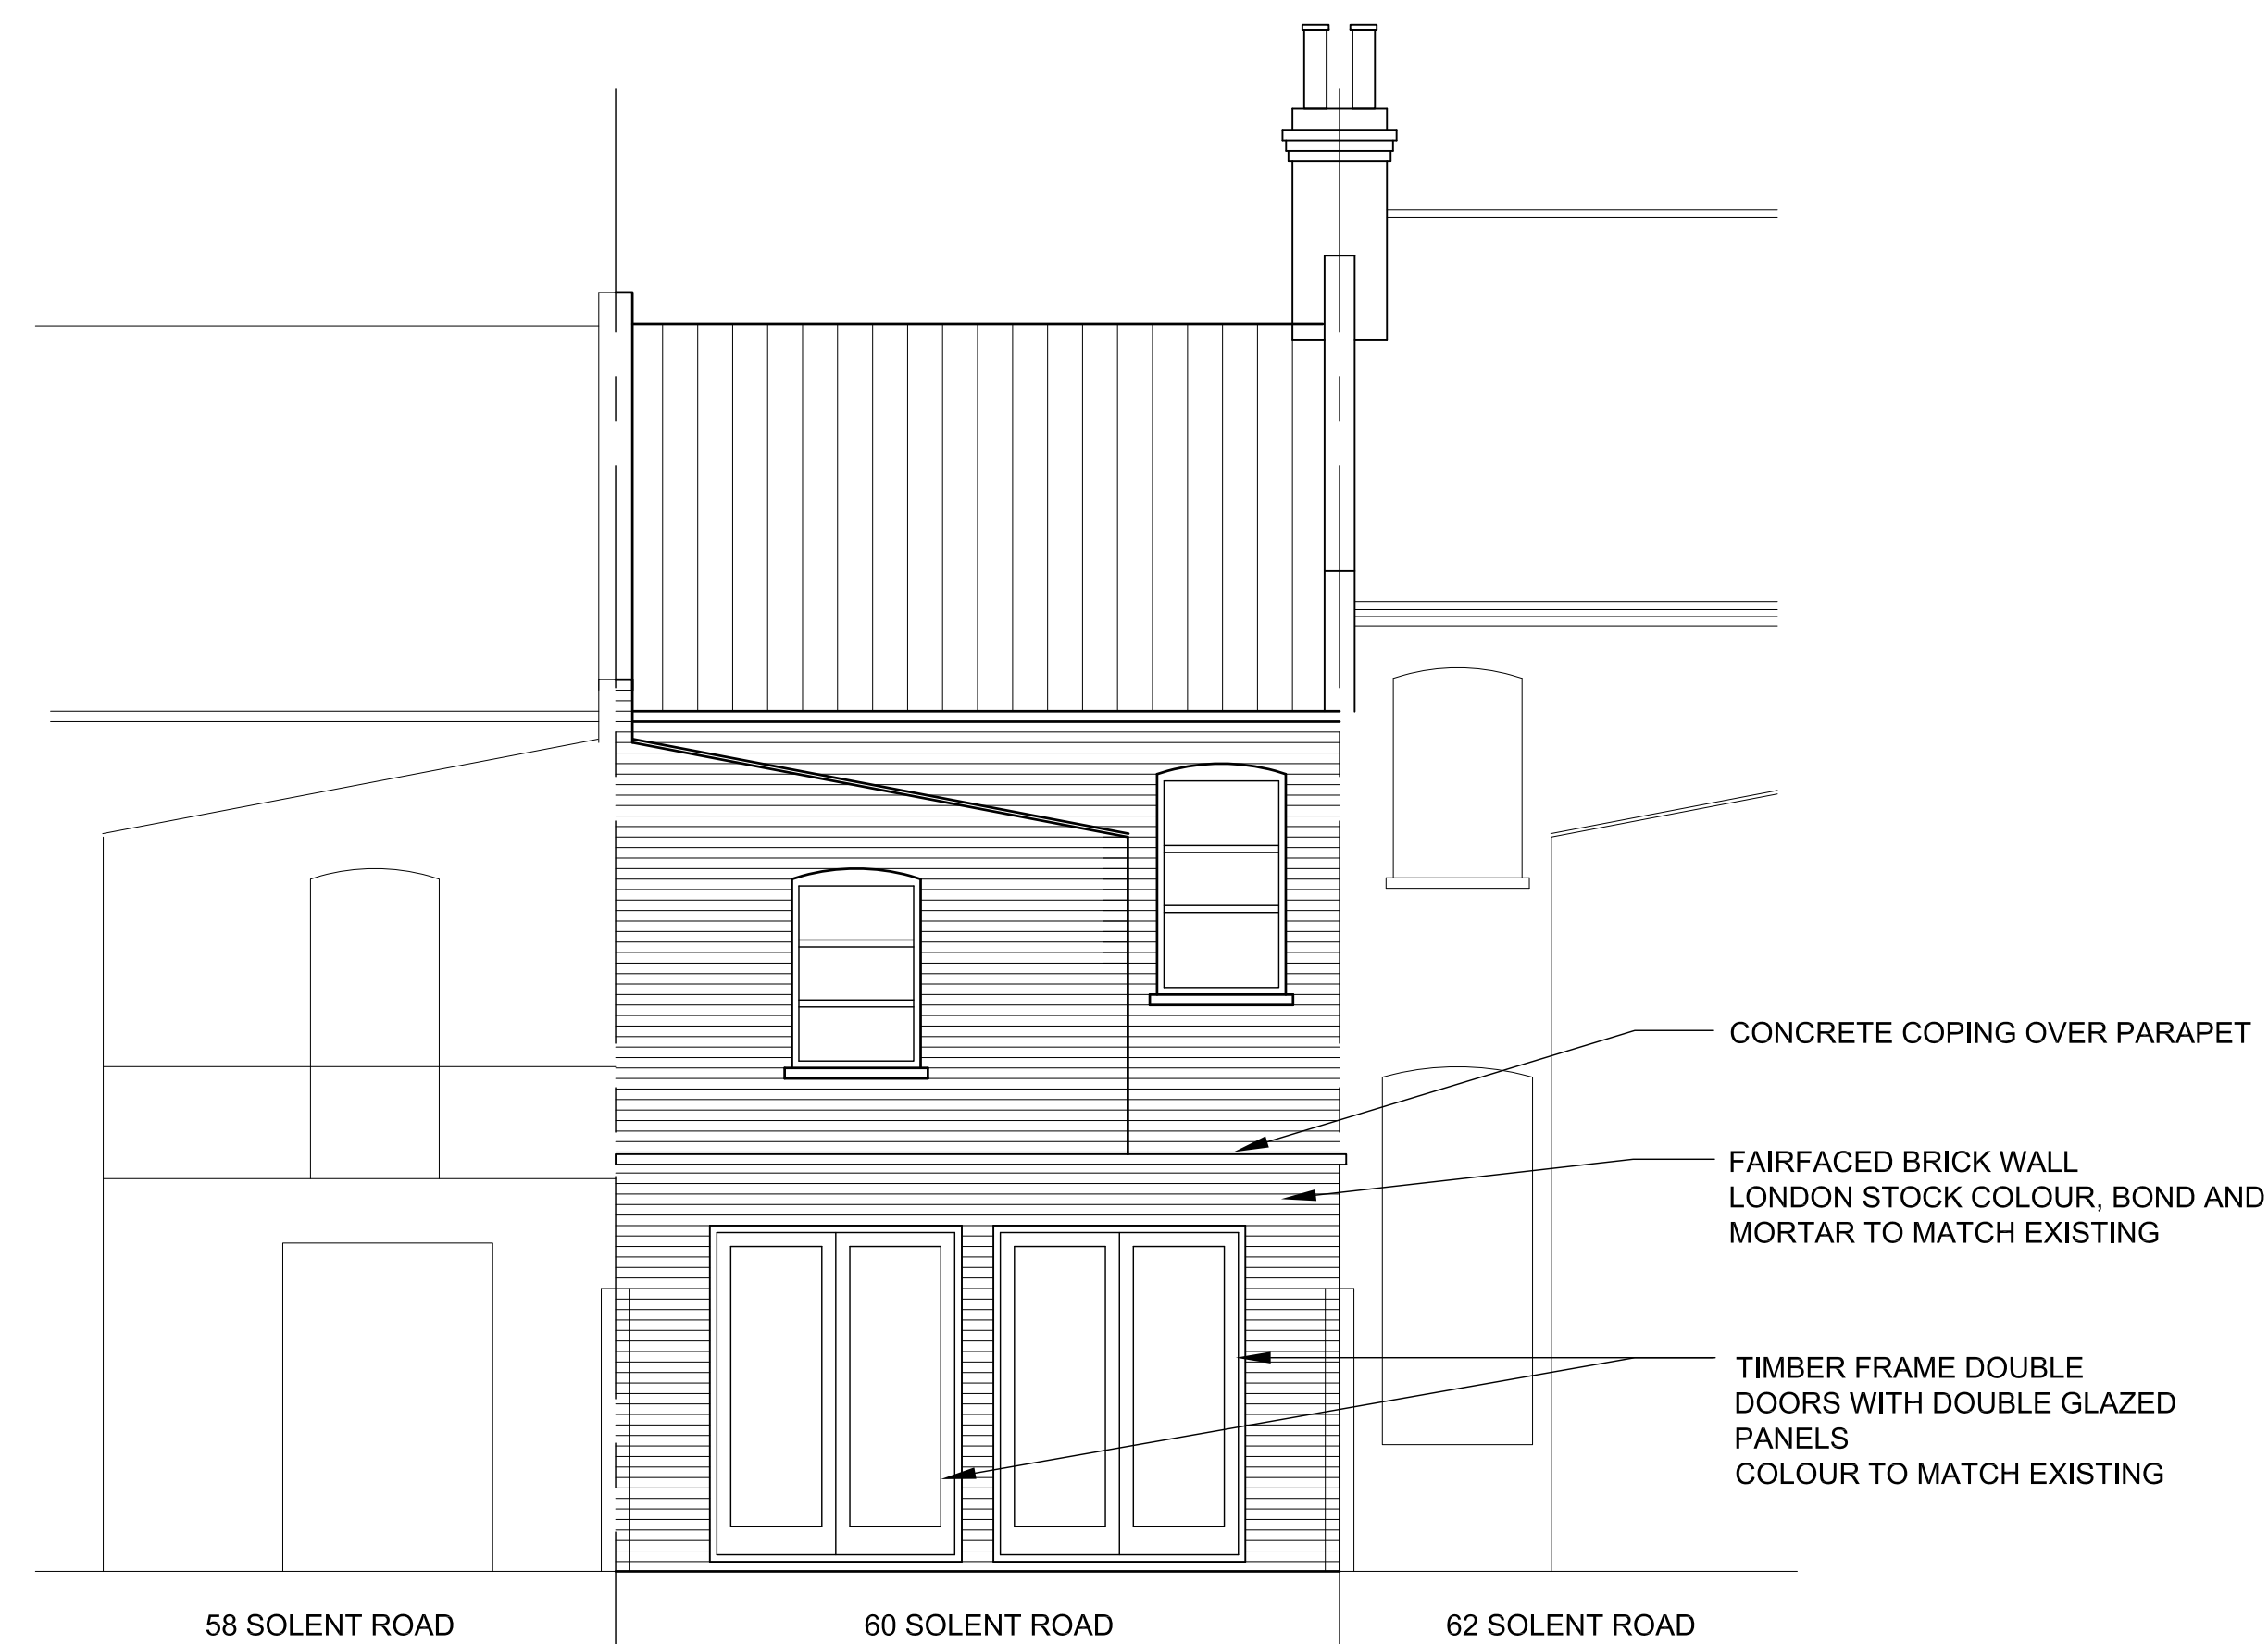 CONCRETE COPING OVER PARAPET
FAIRFACED BRICK WALL
LONDON STOCK COLOUR, BOND AND
MORTAR TO MATCH EXISTING
TIMBER FRAME DOUBLE
DOORS WITH DOUBLE GLAZED
PANELS
COLOUR TO MATCH EXISTING
58 SOLENT ROAD
60 SOLENT ROAD
62 SOLENT ROAD